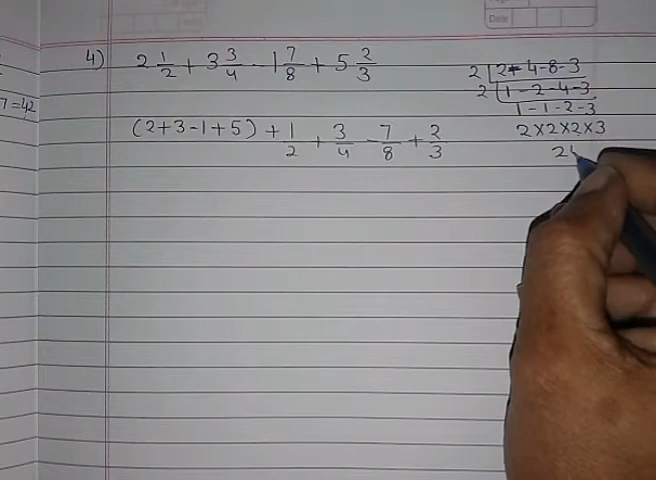 Date
4) 2 1/2 + 3 3/4 - 1 7/8 + 5 2/3
7=42
(2+3-1+5) + 1/2 + 3/4 - 7/8 + 2/3
2 | 2-4-8-3
2 | 1-2-4-3
1-1-2-3
2×2×2×3
24